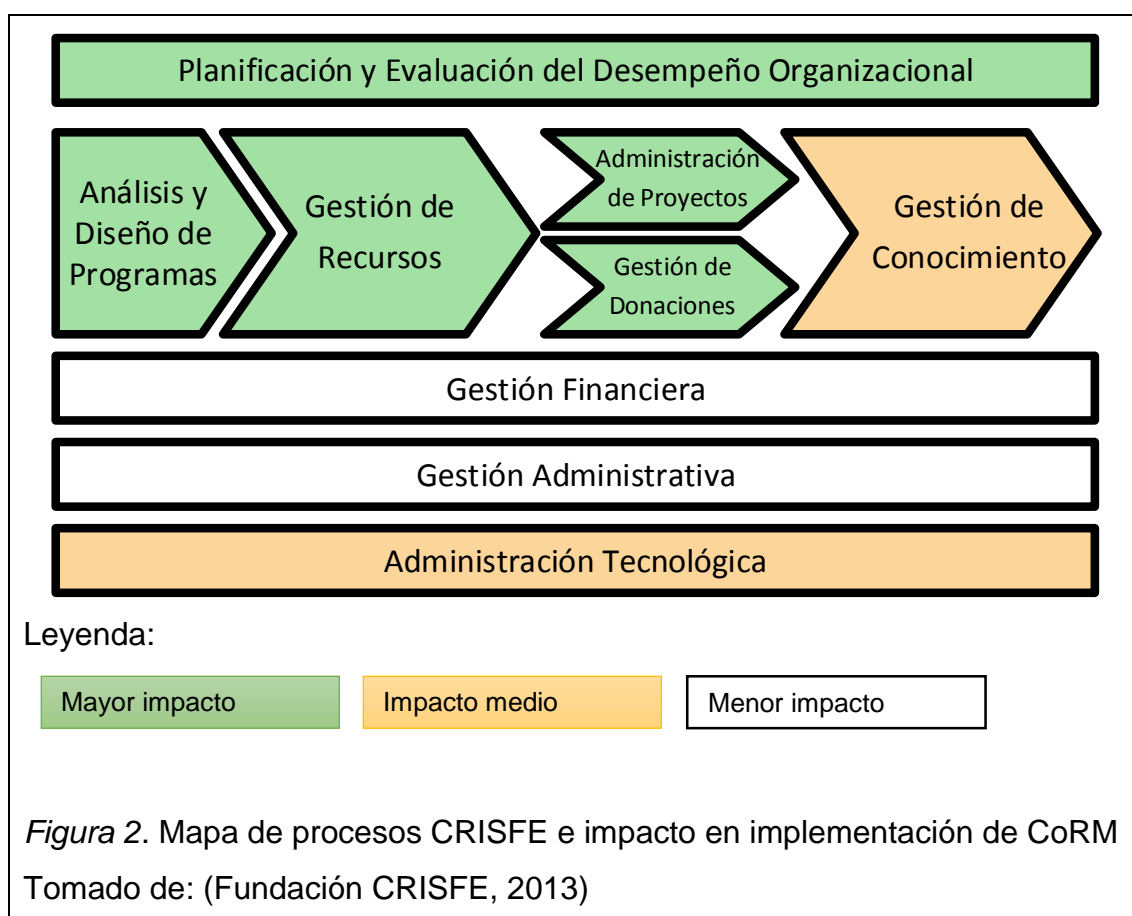 Planificación y Evaluación del Desempeño Organizacional
Análisis y
Diseño de
Programas
Gestión de
Recursos
Administración
de Proyectos
Gestión de
Donaciones
Gestión de
Conocimiento
Gestión Financiera
Gestión Administrativa
Administración Tecnológica
Leyenda:
Mayor impacto
Impacto medio
Menor impacto
Figura 2. Mapa de procesos CRISFE e impacto en implementación de CoRM
Tomado de: (Fundación CRISFE, 2013)